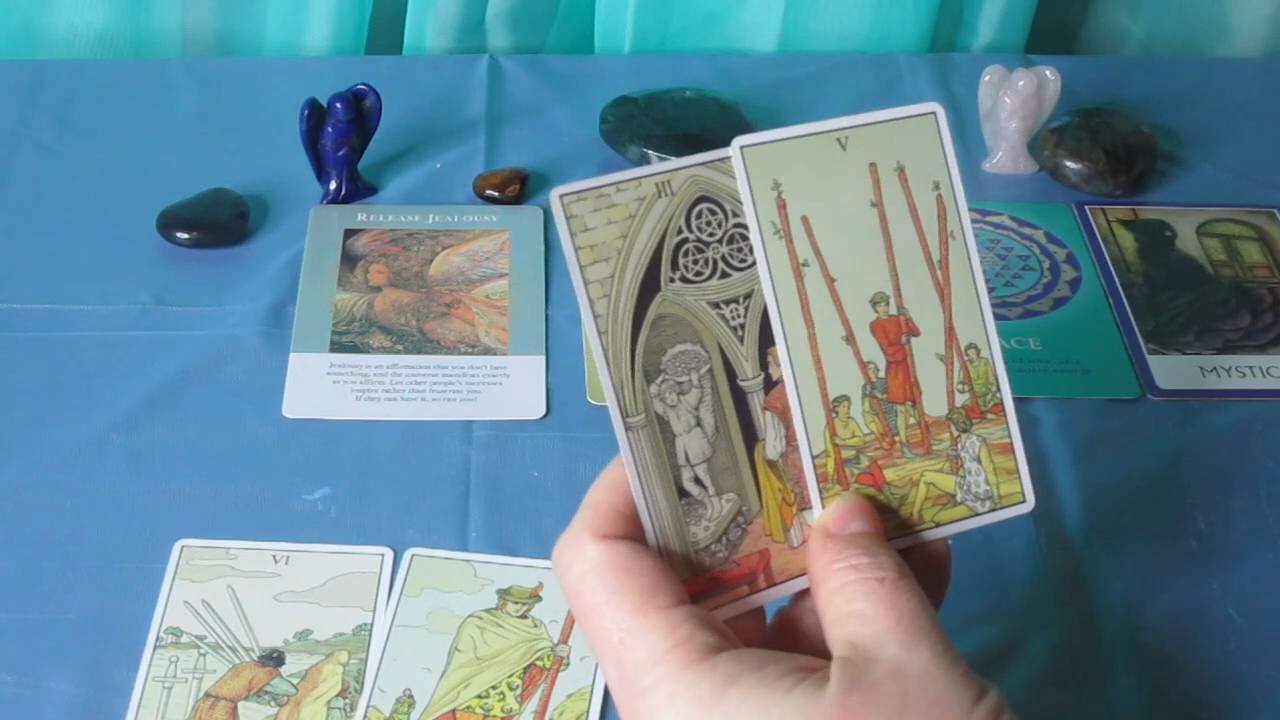 RELEASE JEALOUSY
Jealousy is an affirmation that you don't have
something, and the universe manifests exactly
as you affirm. Let other people's successes
inspire rather than frustrate you.
If they can have it, so can you!
III
V
ACE
MYSTIC
VI